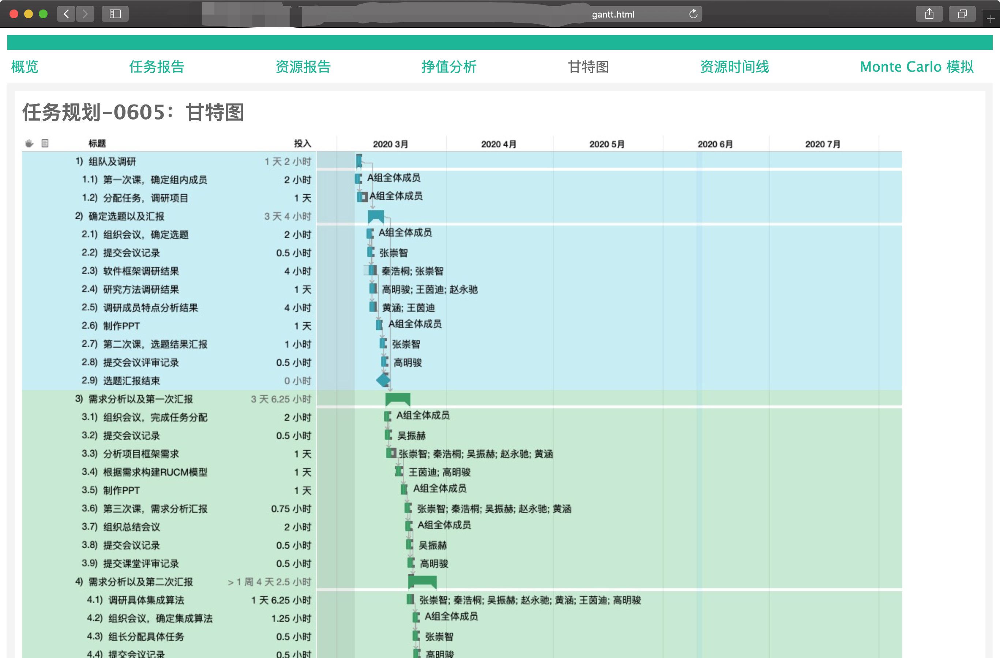 gantt.html
概览 任务报告 资源报告 挣值分析 甘特图 资源时间线 Monte Carlo 模拟
任务规划-0605：甘特图
标题 投入 2020 3月 2020 4月 2020 5月 2020 6月 2020 7月
1) 组队及调研 1 天 2 小时
1.1) 第一次课，确定组内成员 2 小时 A组全体成员
1.2) 分配任务，调研项目 1 天 A组全体成员
2) 确定选题以及汇报 3 天 4 小时
2.1) 组织会议，确定选题 2 小时 A组全体成员
2.2) 提交会议记录 0.5 小时 张崇智
2.3) 软件框架调研结果 4 小时 秦浩桐; 张崇智
2.4) 研究方法调研结果 1 天 高明骏; 王茵迪; 赵永驰
2.5) 调研成员特点分析结果 4 小时 黄涵; 王茵迪
2.6) 制作PPT 1 天 A组全体成员
2.7) 第二次课，选题结果汇报 1 小时 张崇智
2.8) 提交会议评审记录 0.5 小时 高明骏
2.9) 选题汇报结束 0 小时
3) 需求分析以及第一次汇报 3 天 6.25 小时
3.1) 组织会议，完成任务分配 2 小时 A组全体成员
3.2) 提交会议记录 0.5 小时 吴振赫
3.3) 分析项目框架需求 1 天 张崇智; 秦浩桐; 吴振赫; 赵永驰; 黄涵
3.4) 根据需求构建RUCM模型 1 天 王茵迪; 高明骏
3.5) 制作PPT 1 天 A组全体成员
3.6) 第三次课，需求分析汇报 0.75 小时 张崇智; 秦浩桐; 吴振赫; 赵永驰; 黄涵
3.7) 组织总结会议 2 小时 A组全体成员
3.8) 提交会议记录 0.5 小时 吴振赫
3.9) 提交课堂评审记录 0.5 小时 高明骏
4) 需求分析以及第二次汇报 > 1 周 4 天 2.5 小时
4.1) 调研具体集成算法 1 天 6.25 小时 张崇智; 秦浩桐; 吴振赫; 赵永驰; 黄涵; 王茵迪; 高明骏
4.2) 组织会议，确定集成算法 1.25 小时 A组全体成员
4.3) 组长分配具体任务 0.5 小时 张崇智
4.4) 提交会议记录 0.5 小时 高明骏